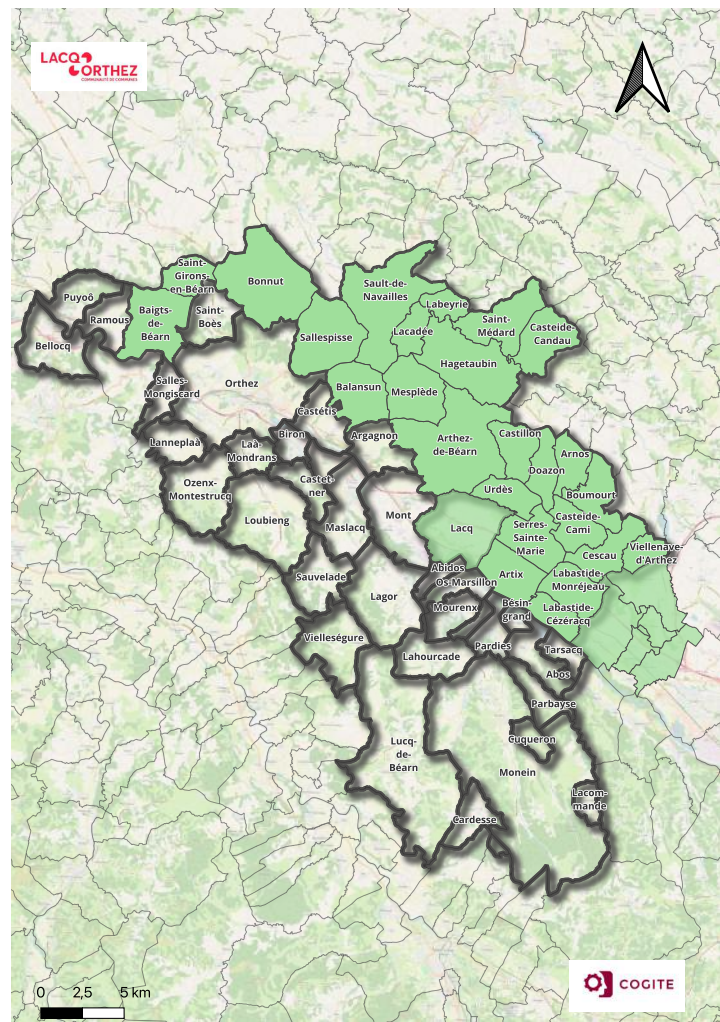 LACQ
ORTHEZ
COMMUNAUTÉ DE COMMUNES
Saint-
Girons-
en-Béarn
Bonnut
Sault-de-
Navailles
Puyoô
Labeyrie
Ramous
Baigts-
de-
Béarn
Saint-
Boès
Saint-
Médard
Casteide-
Candau
Bellocq
Sallespisse
Lacadée
Hagetaubin
Salles-
Mongiscard
Orthez
Balansun
Mesplède
Castétis
Lanneplaà
Laà-
Mondrans
Biron
Argagnon
Arthez-
de-Béarn
Castillon
Arnos
Doazon
Ozenx-
Montestrucq
Castet-
ner
Urdès
Boumourt
Loubieng
Maslacq
Mont
Lacq
Serres-
Sainte-
Marie
Casteide-
Cami
Cescau
Viellenave-
d'Arthez
Sauvelade
Abidos
Os-Marsillon
Artix
Labastide-
Monréjeau
Lagor
Mourenx
Bésin-
grand
Labastide-
Cézéracq
Vielleségure
Lahourcade
Pardies
Tarsacq
Abos
Parbayse
Lucq-
de-
Béarn
Cuqueron
Monein
Lacom-
mande
Cardesse
0 2,5 5 km
COGITE